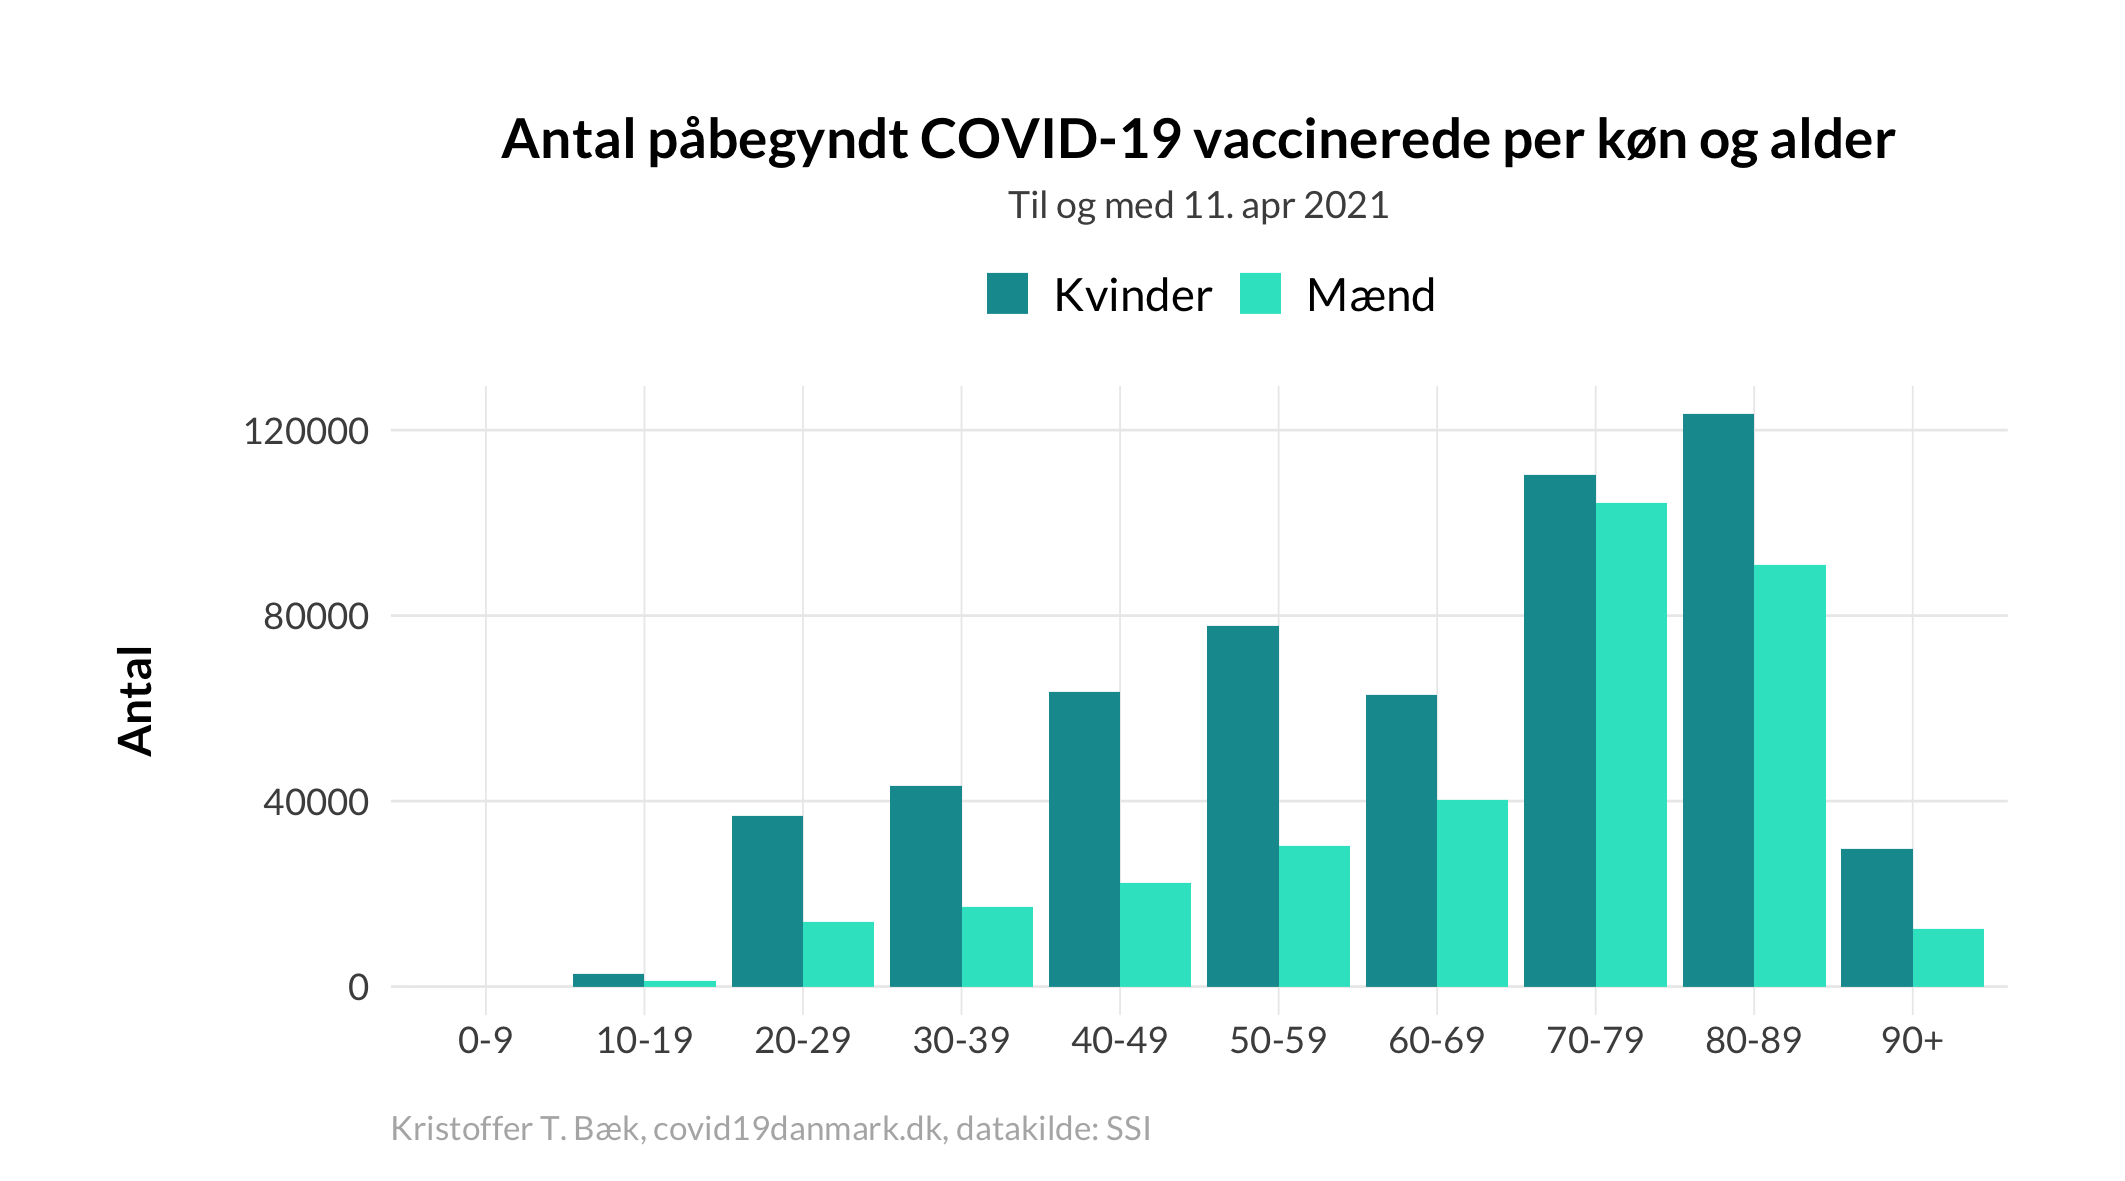 Antal påbegyndt COVID-19 vaccinerede per køn og alder
Til og med 11. apr 2021
Kvinder Mænd
120000
80000
40000
0
Antal
0-9 10-19 20-29 30-39 40-49 50-59 60-69 70-79 80-89 90+
Kristoffer T. Bæk, covid19danmark.dk, datakilde: SSI